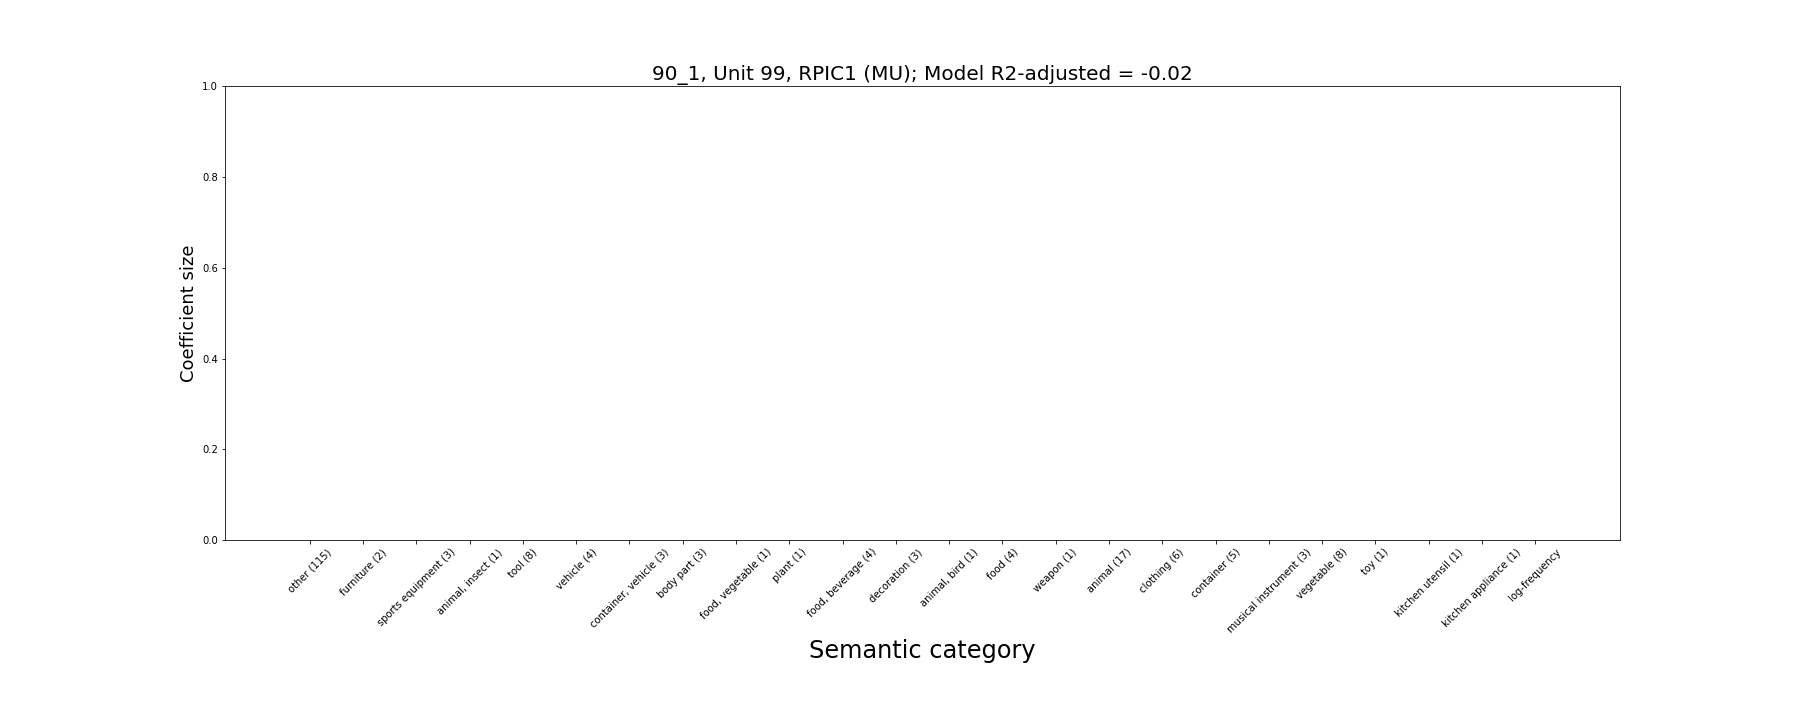 90_1, Unit 99, RPIC1 (MU); Model R2-adjusted = -0.02
1.0
0.8
0.6
0.4
0.2
0.0
Coefficient size
other (115)
furniture (2)
sports equipment (3)
animal, insect (1)
tool (8)
vehicle (4)
container, vehicle (3)
body part (3)
food, vegetable (1)
plant (1)
food, beverage (4)
decoration (3)
animal, bird (1)
food (4)
weapon (1)
animal (17)
clothing (6)
container (5)
musical instrument (3)
vegetable (8)
toy (1)
kitchen utensil (1)
kitchen appliance (1)
log-frequency
Semantic category